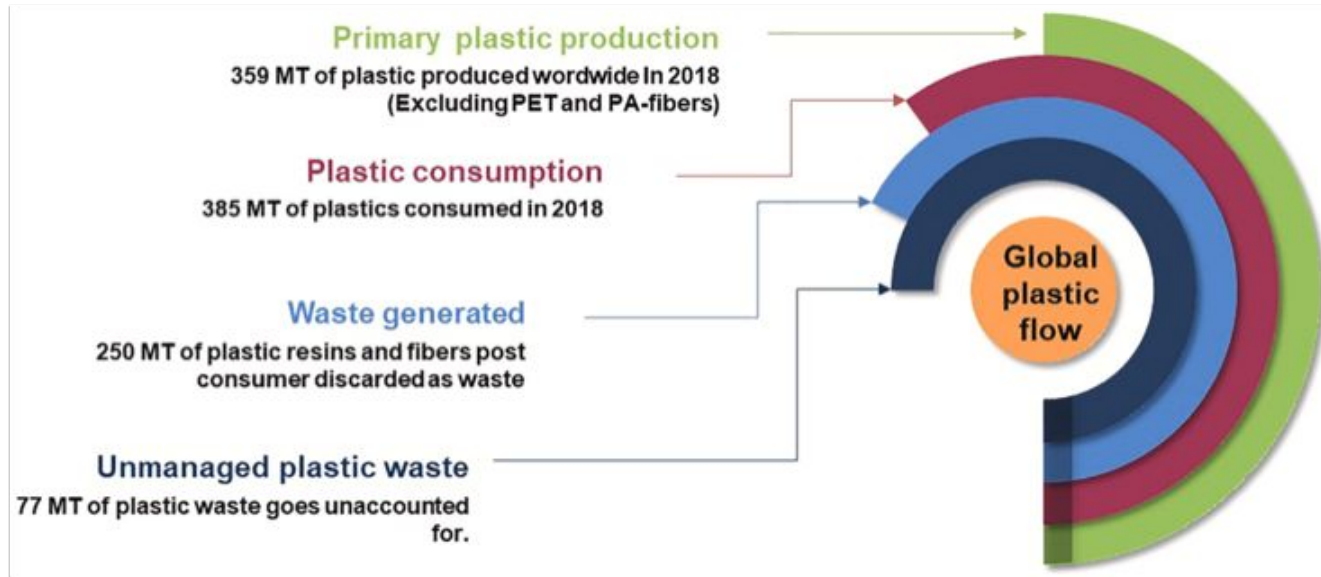 Primary plastic production
359 MT of plastic produced wordwide In 2018
(Excluding PET and PA-fibers)
Plastic consumption
385 MT of plastics consumed in 2018
Waste generated
250 MT of plastic resins and fibers post
consumer discarded as waste
Unmanaged plastic waste
77 MT of plastic waste goes unaccounted
for.
Global
plastic
flow